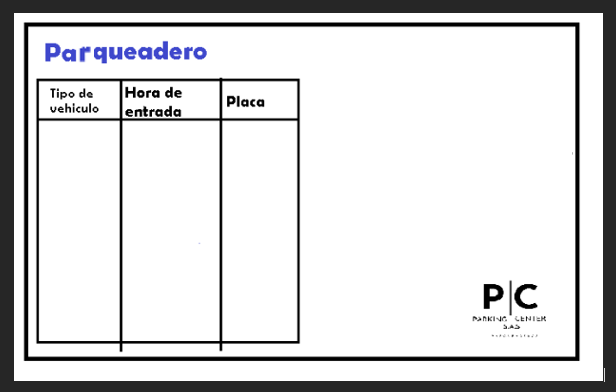 Parqueadero
Tipo de
vehiculo
Hora de
entrada
Placa
P|C
PARKING CENTER
S.A.S